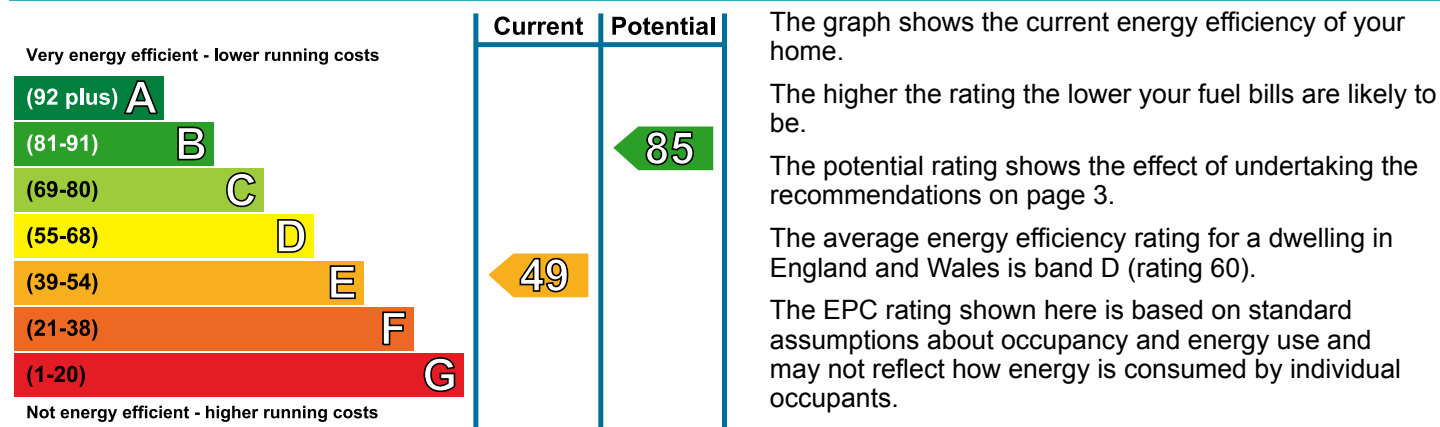 Current Potential
Very energy efficient - lower running costs
(92 plus) A
(81-91) B
(69-80) C
(55-68) D
(39-54) E
(21-38) F
(1-20) G
Not energy efficient - higher running costs
85
49
The graph shows the current energy efficiency of your
home.
The higher the rating the lower your fuel bills are likely to
be.
The potential rating shows the effect of undertaking the
recommendations on page 3.
The average energy efficiency rating for a dwelling in
England and Wales is band D (rating 60).
The EPC rating shown here is based on standard
assumptions about occupancy and energy use and
may not reflect how energy is consumed by individual
occupants.